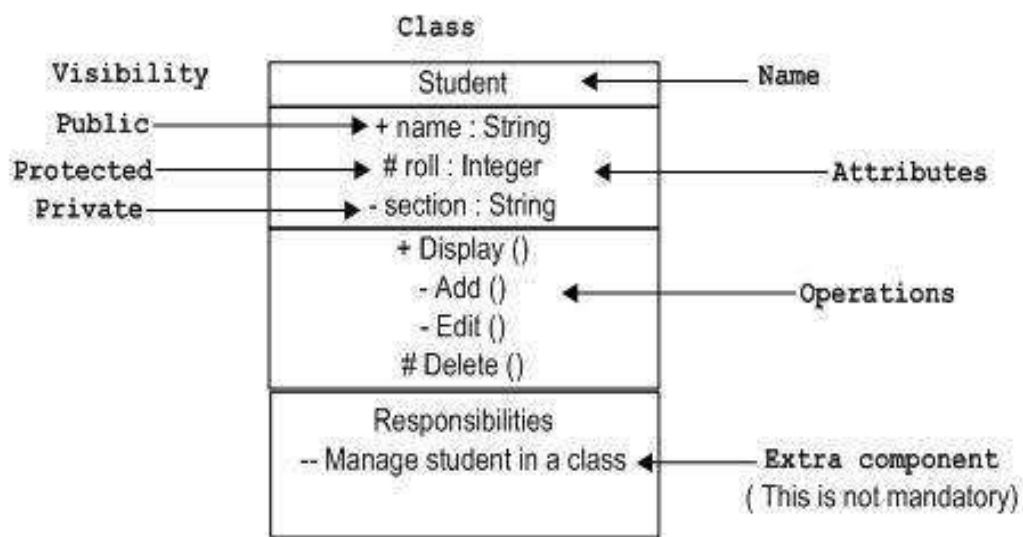 Class
Visibility
Student
Name
Public
+ name : String
Protected
# roll : Integer
Attributes
Private
- section : String
+ Display ()
- Add ()
Operations
- Edit ()
# Delete ()
Responsibilities
-- Manage student in a class
Extra component
( This is not mandatory)